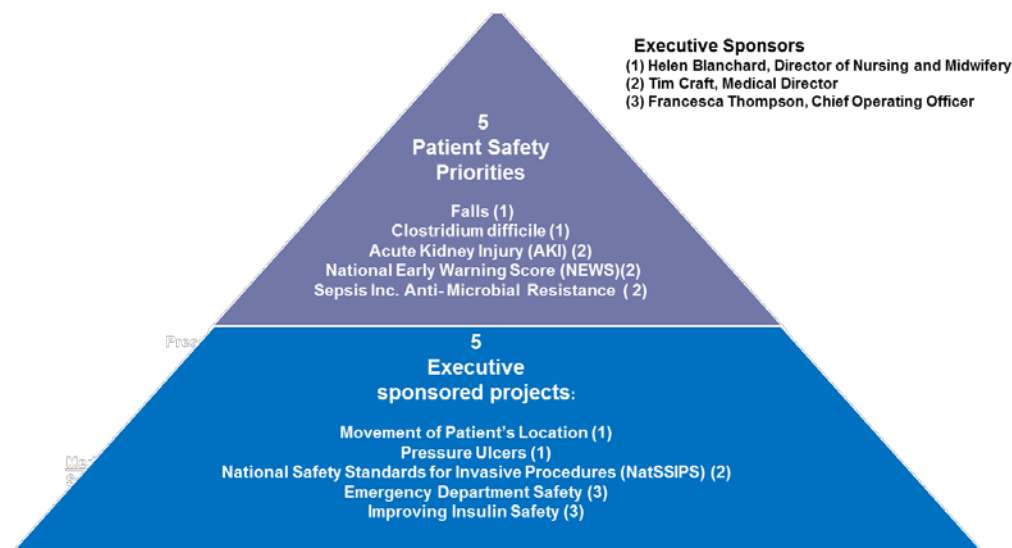 Executive Sponsors
(1) Helen Blanchard, Director of Nursing and Midwifery
(2) Tim Craft, Medical Director
(3) Francesca Thompson, Chief Operating Officer
5
Patient Safety
Priorities
Falls (1)
Clostridium difficile (1)
Acute Kidney Injury (AKI) (2)
National Early Warning Score (NEWS)(2)
Sepsis Inc. Anti- Microbial Resistance ( 2)
5
Executive
sponsored projects:
Movement of Patient's Location (1)
Pressure Ulcers (1)
National Safety Standards for Invasive Procedures (NatSSIPS) (2)
Emergency Department Safety (3)
Improving Insulin Safety (3)